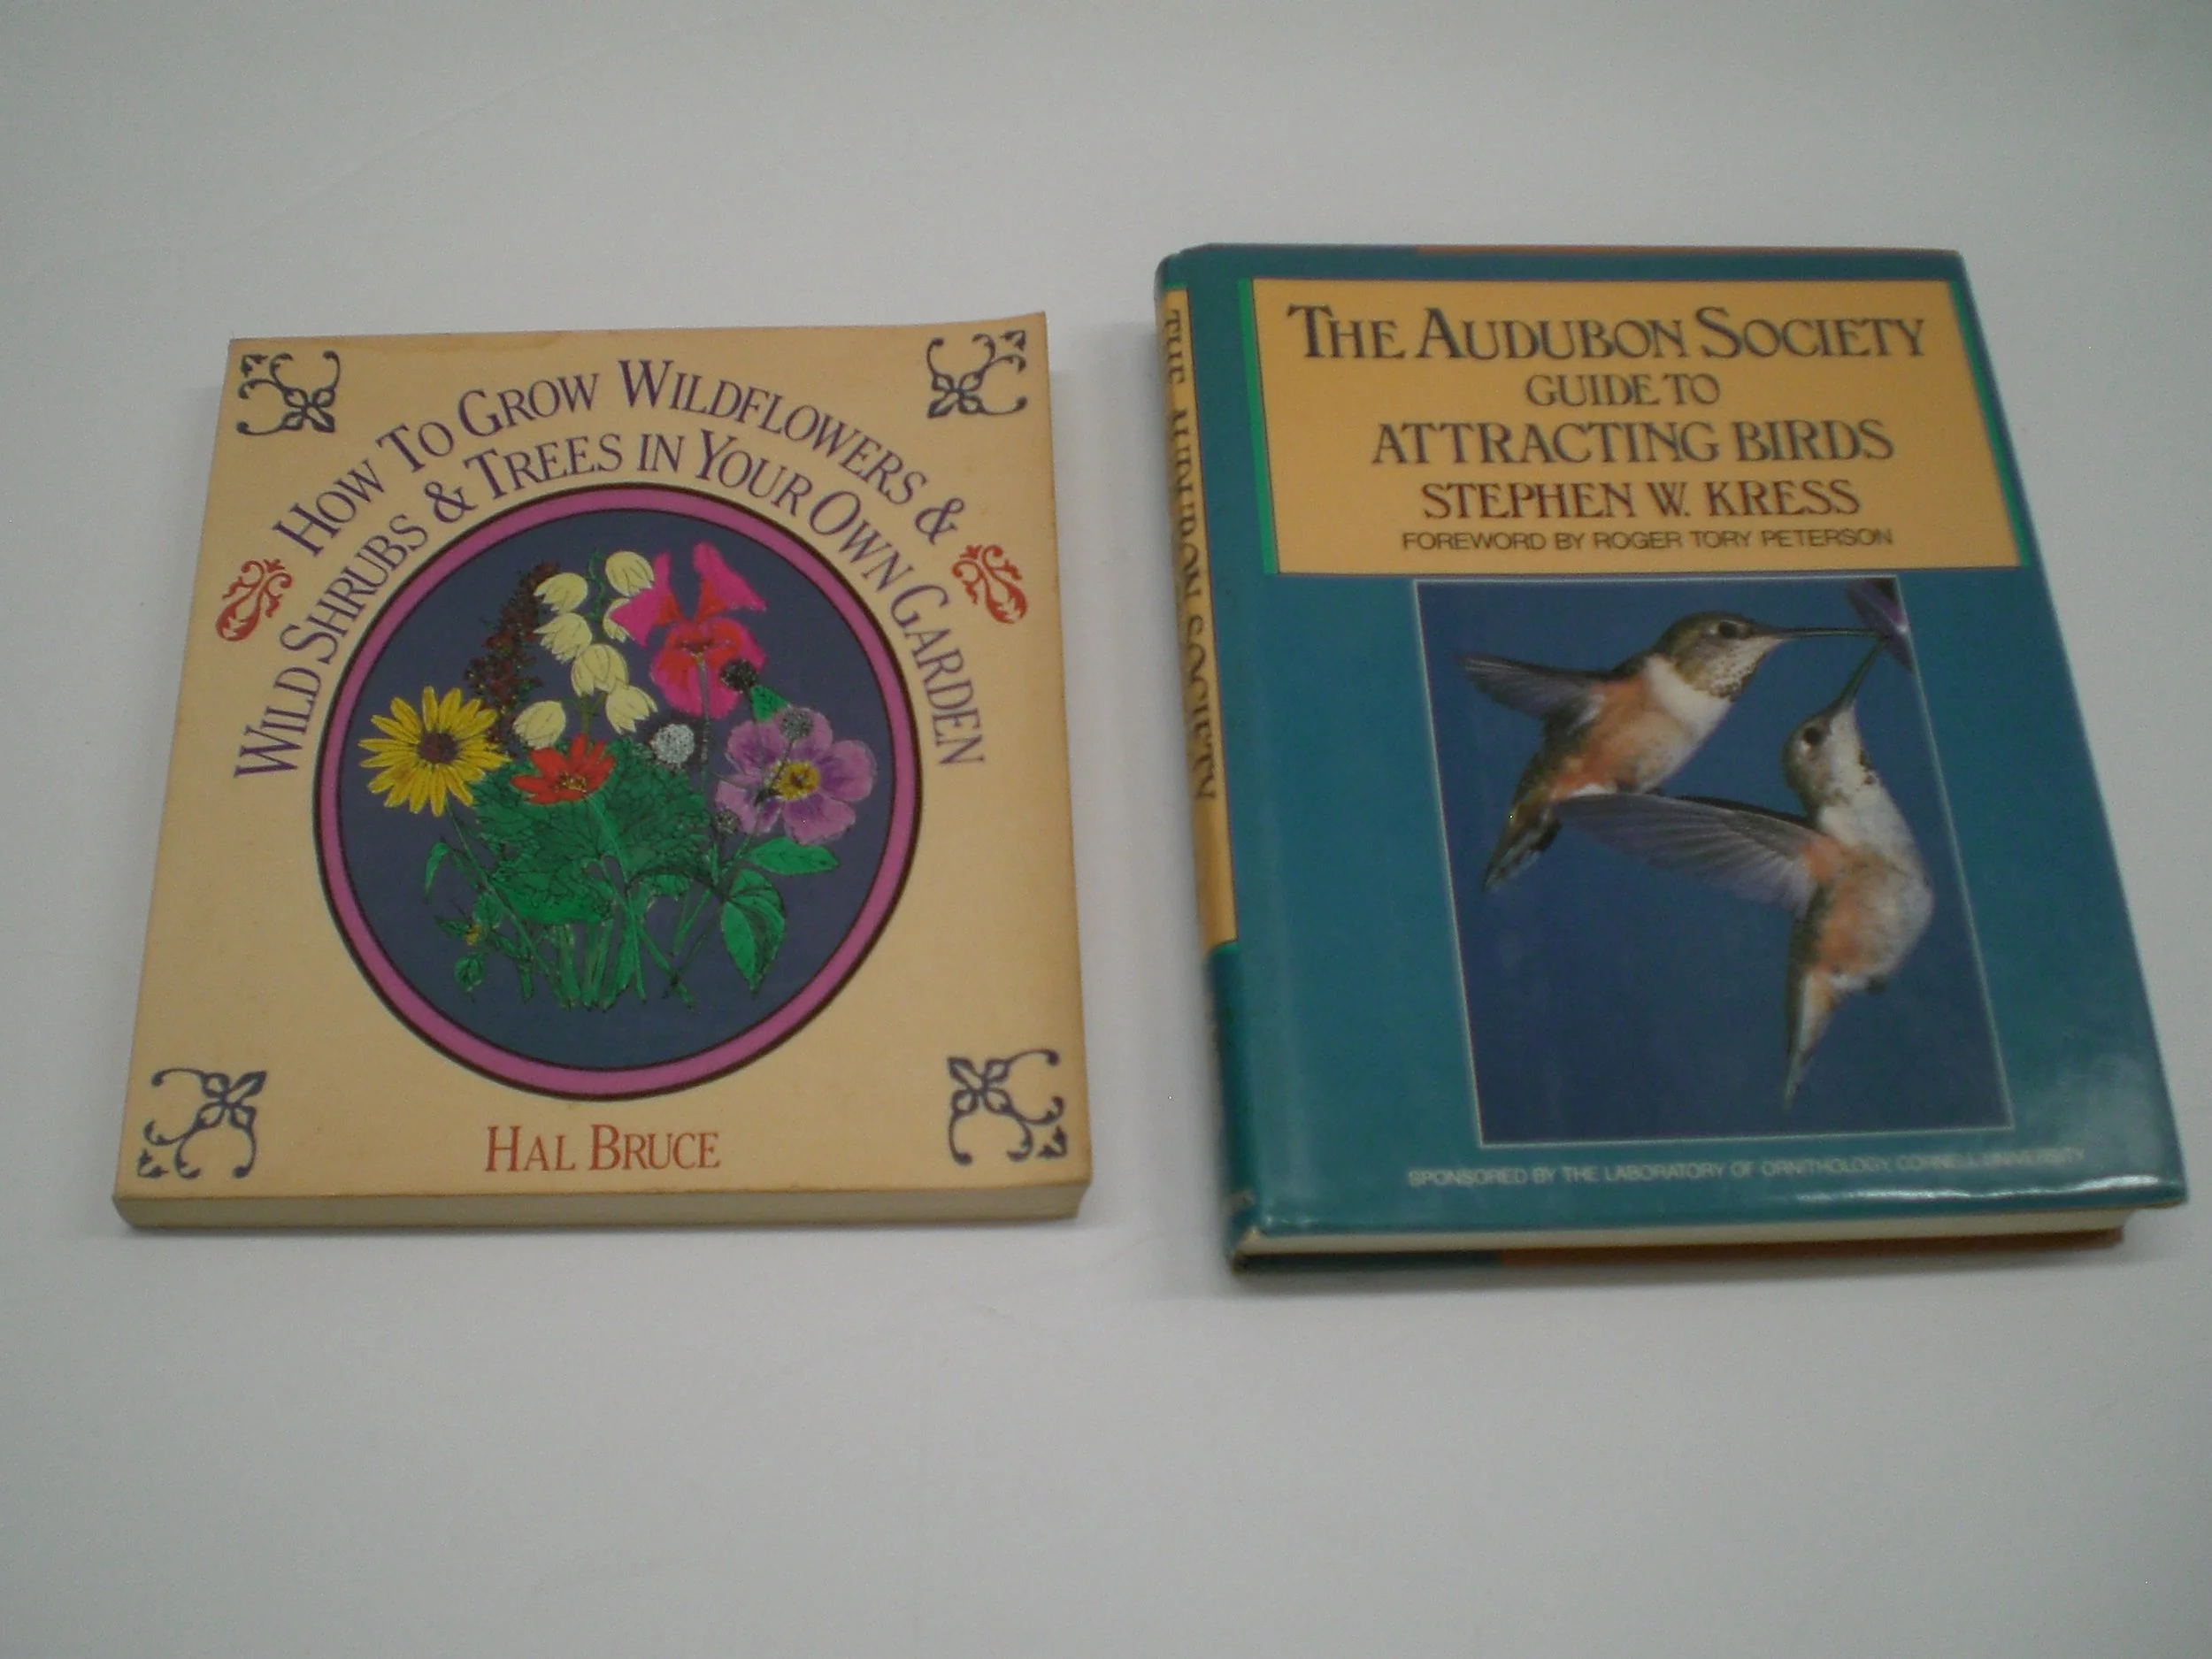 How To Grow Wildflowers &
Wild Shrubs & Trees in Your Own Garden
Hal Bruce
The Audubon Society
The Audubon Society
Guide to
Attracting Birds
Stephen W. Kress
Foreword by Roger Tory Peterson
Sponsored by the Laboratory of Ornithology, Cornell University